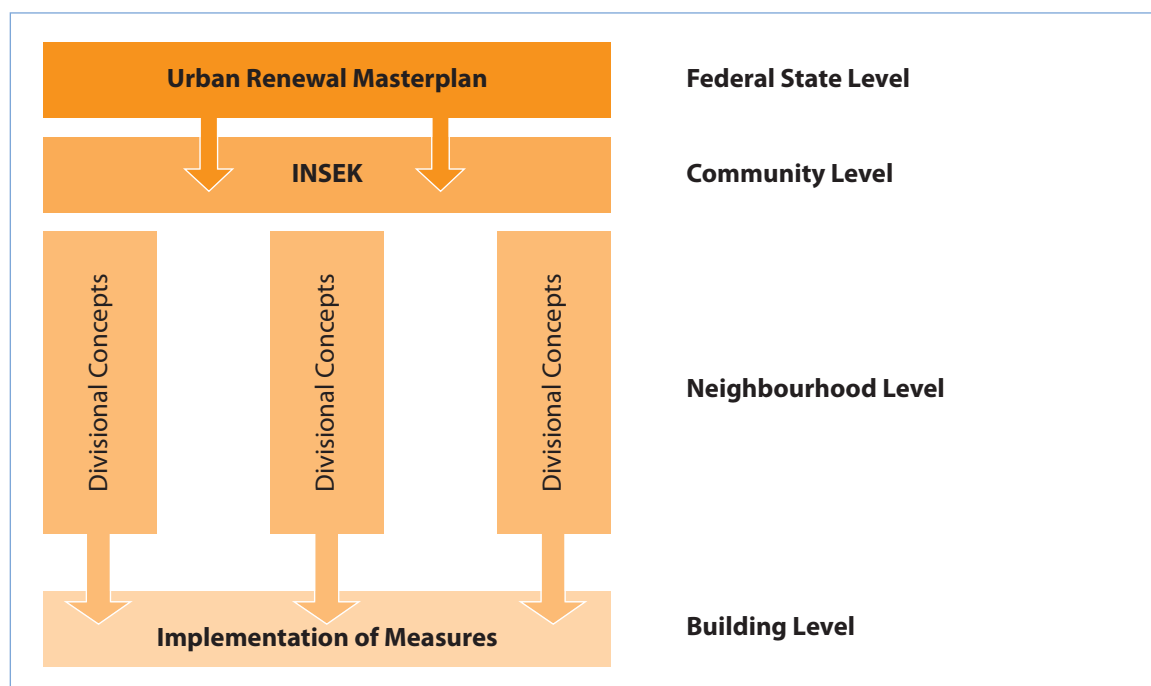 Urban Renewal Masterplan
Federal State Level
INSEK
Community Level
Divisional Concepts
Divisional Concepts
Divisional Concepts
Neighbourhood Level
Implementation of Measures
Building Level